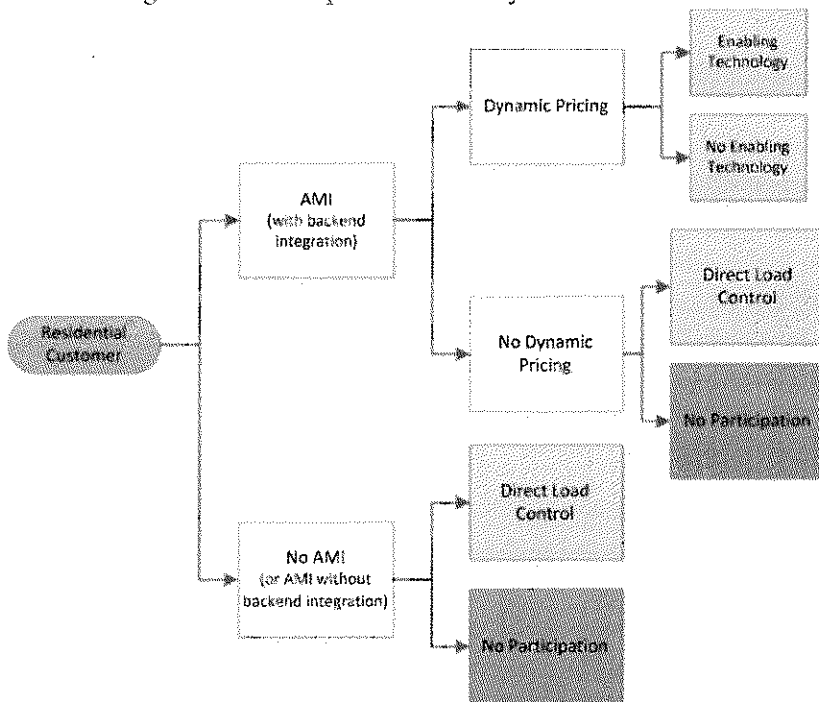 Enabling
Technology
Dynamic Pricing
No Enabling
Technology
AMI
(with backend
integration)
Direct Load
Control
Residential
Customer
No Dynamic
Pricing
No Participation
Direct Load
Control
No AMI
(or AMI without
backend integration)
No Participation